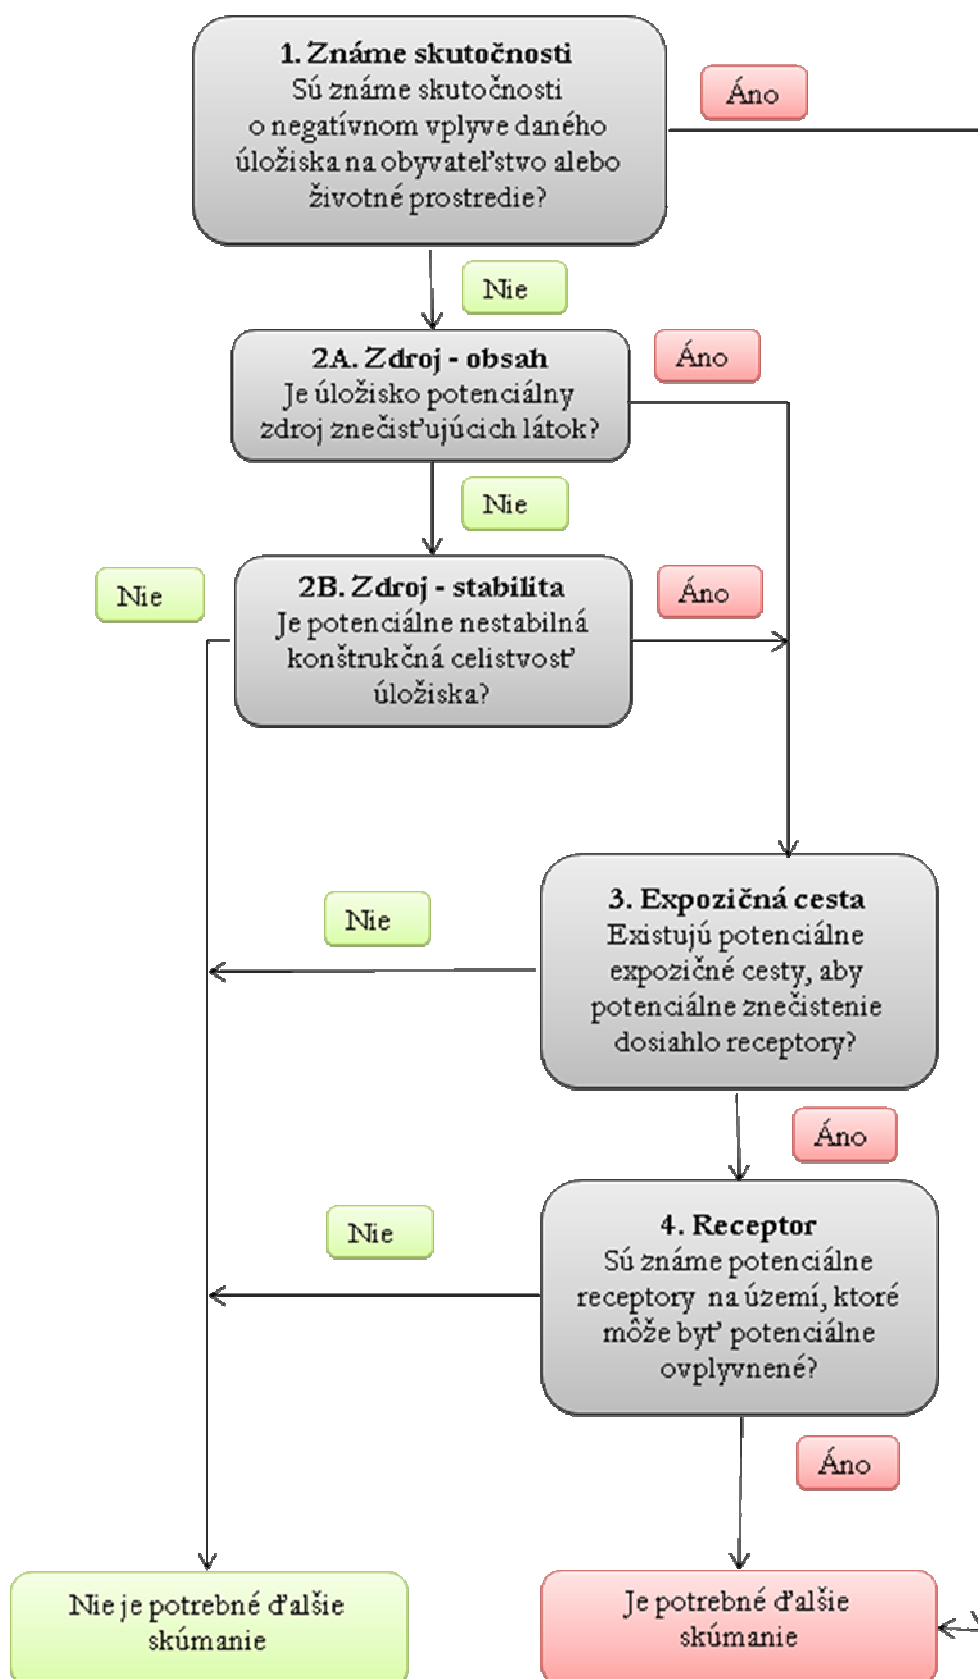 1. Známe skutočnosti
Sú známe skutočnosti
o negatívnom vplyve daného
úložiska na obyvateľstvo alebo
životné prostredie?
Áno
Nie
2A. Zdroj - obsah
Je úložisko potenciálny
zdroj znečisťujúcich látok?
Áno
Nie
Nie
2B. Zdroj - stabilita
Je potenciálne nestabilná
konštrukčná celistvosť
úložiska?
Áno
3. Expozičná cesta
Existujú potenciálne
expozičné cesty, aby
potenciálne znečistenie
dosiahlo receptory?
Nie
Áno
4. Receptor
Sú známe potenciálne
receptory na území, ktoré
môže byť potenciálne
ovplyvnené?
Nie
Áno
Nie je potrebné ďalšie
skúmanie
Je potrebné ďalšie
skúmanie